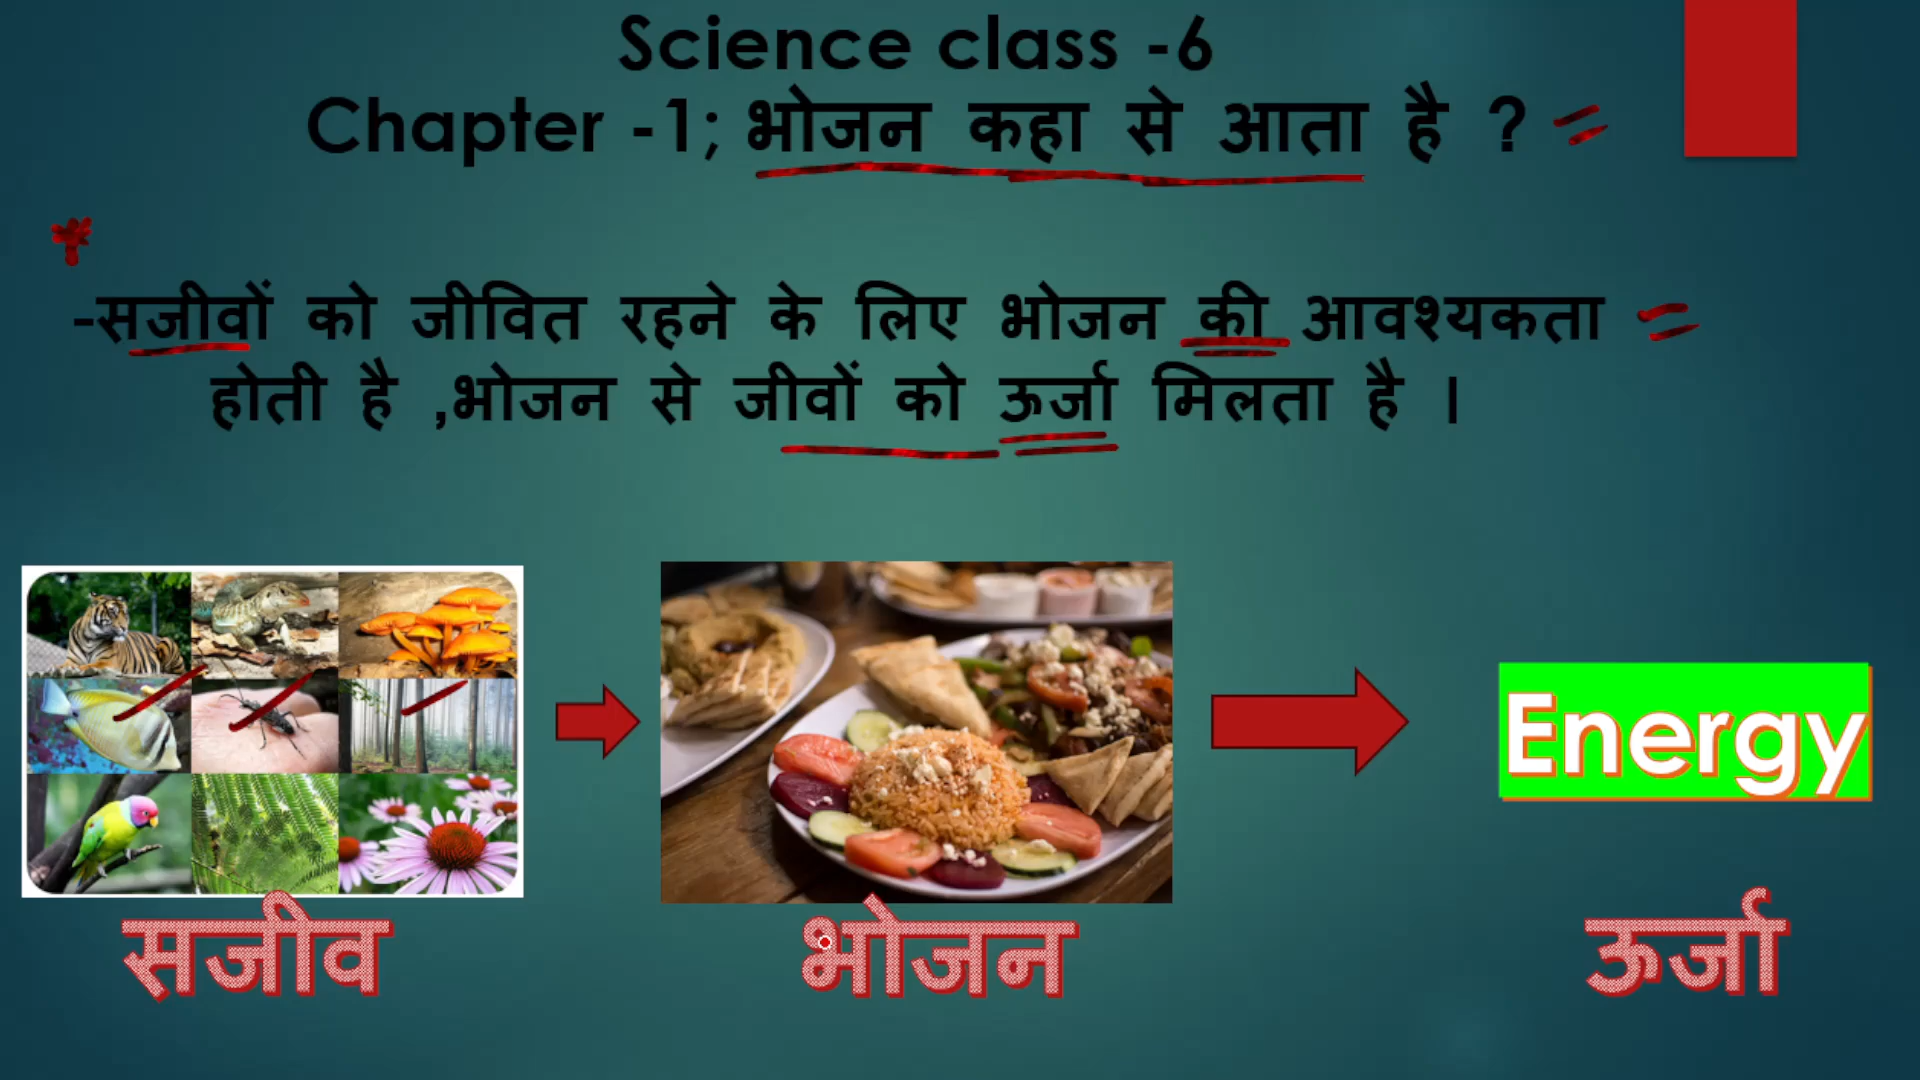 Science class -6
Chapter -1; भोजन कहा से आता है ?
-सजीवों को जीवित रहने के लिए भोजन की आवश्यकता
होती है ,भोजन से जीवों को ऊर्जा मिलता है ।
Energy
सजीव
भोजन
ऊर्जा